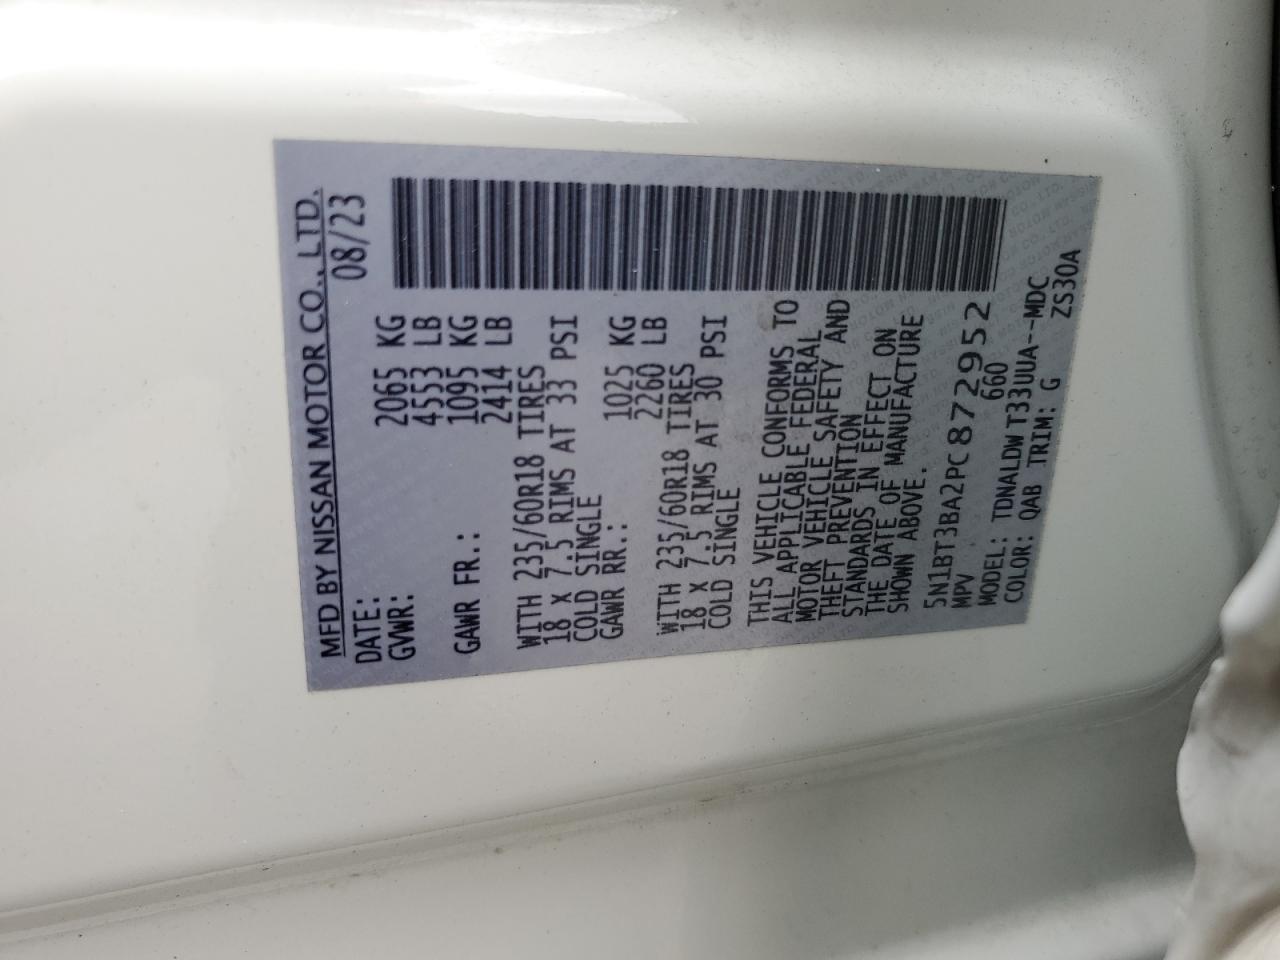 MFD BY NISSAN MOTOR CO., LTD.
DATE: 08/23
GVWR: 2065 KG
4553 LB
GAWR FR.: 1095 KG
2414 LB
WITH 235/60R18 TIRES
18 X 7.5 RIMS AT 33 PSI
COLD SINGLE
GAWR RR.: 1025 KG
2260 LB
WITH 235/60R18 TIRES
18 X 7.5 RIMS AT 30 PSI
COLD SINGLE
THIS VEHICLE CONFORMS TO
ALL APPLICABLE FEDERAL
MOTOR VEHICLE SAFETY AND
THEFT PREVENTION
STANDARDS IN EFFECT ON
THE DATE OF MANUFACTURE
SHOWN ABOVE.
5N1BT3BA2PC872952
MPV 660
MODEL: TDNALDW T33UUA--MDC
COLOR: QAB TRIM: G ZS30A